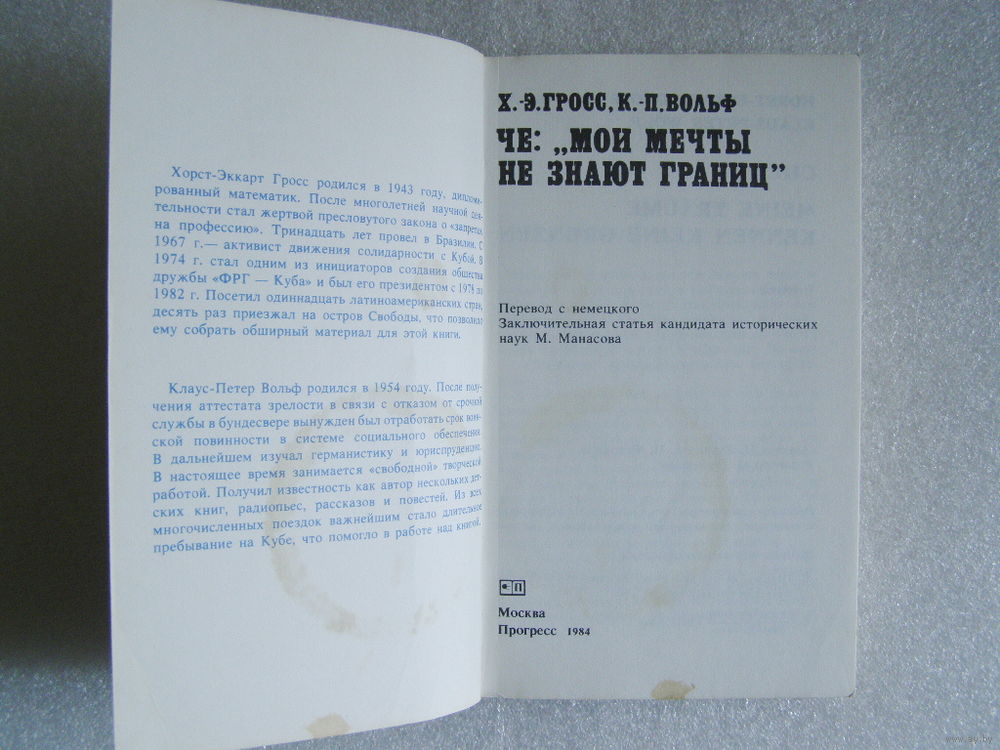 Хорст-Эккарт Гросс родился в 1943 году, дипломи-
рованный математик. После многолетней научной дея-
тельности стал жертвой пресловутого закона о «запретах
на профессию». Тринадцать лет провел в Бразилии. С
1967 г.— активист движения солидарности с Кубой. В
1974 г. стал одним из инициаторов создания общества
дружбы «ФРГ — Куба» и был его президентом с 1978 по
1982 г. Посетил одиннадцать латиноамериканских стран,
десять раз приезжал на остров Свободы, что позволило
ему собрать обширный материал для этой книги.
Клаус-Петер Вольф родился в 1954 году. После полу-
чения аттестата зрелости в связи с отказом от срочной
службы в бундесвере вынужден был отработать срок воин-
ской повинности в системе социального обеспечения.
В дальнейшем изучал германистику и юриспруденцию.
В настоящее время занимается «свободной» творческой
работой. Получил известность как автор нескольких дет-
ских книг, радиопьес, рассказов и повестей. Из всех
многочисленных поездок важнейшим стало длительное
пребывание на Кубе, что помогло в работе над книгой.
Х.-Э.ГРОСС, К.-П.ВОЛЬФ
ЧЕ: „МОИ МЕЧТЫ
НЕ ЗНАЮТ ГРАНИЦ”
Перевод с немецкого
Заключительная статья кандидата исторических
наук М. Манасова
П
Москва
Прогресс 1984
www.ay.by